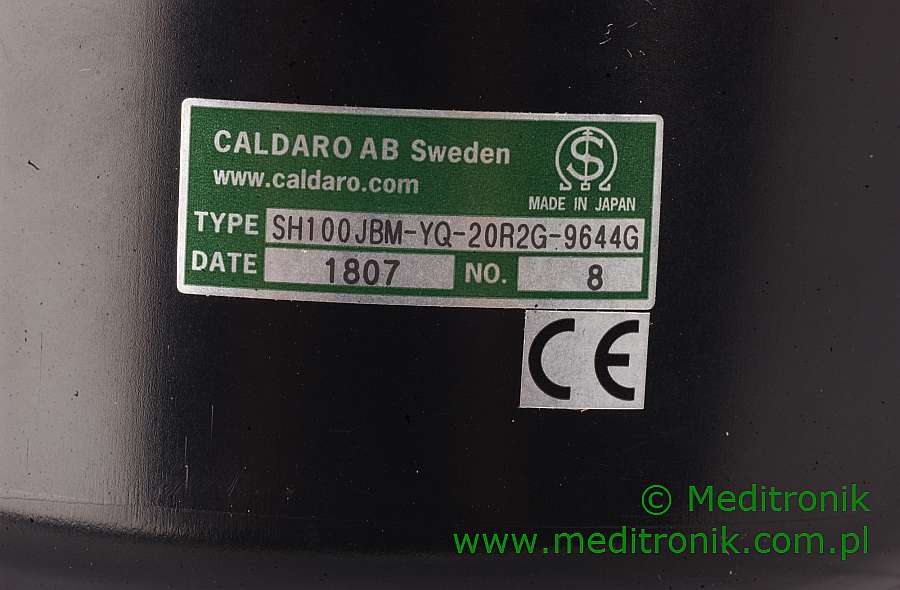 CALDARO AB Sweden
www.caldaro.com
S
MADE IN JAPAN
TYPE SH100JBM-YQ-20R2G-9644G
DATE 1807 NO. 8
CE
© Meditronik
www.meditronik.com.pl